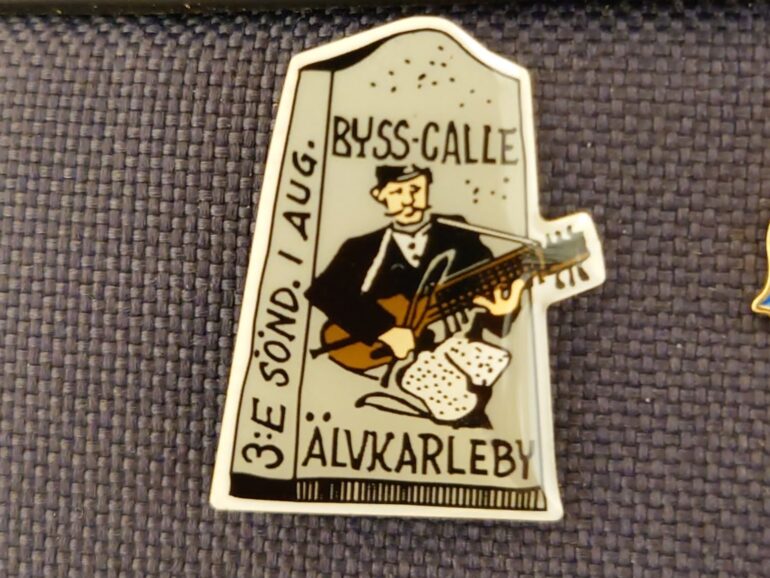 BYSS-CALLE
3:E SÖND. I AUG.
ÄLVKARLEBY